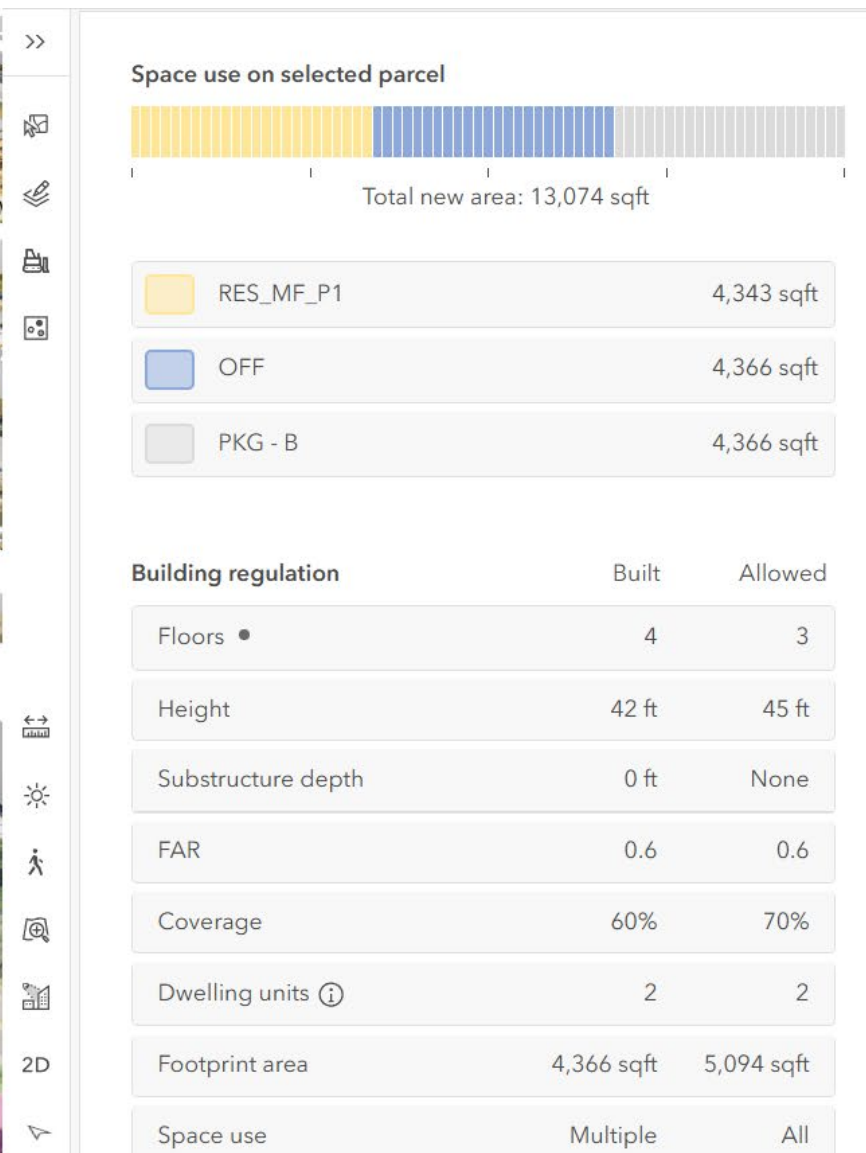 Space use on selected parcel
Total new area: 13,074 sqft
RES_MF_P1 4,343 sqft
OFF 4,366 sqft
PKG - B 4,366 sqft
Building regulation Built Allowed
Floors 4 3
Height 42 ft 45 ft
Substructure depth 0 ft None
FAR 0.6 0.6
Coverage 60% 70%
Dwelling units 2 2
Footprint area 4,366 sqft 5,094 sqft
2D
Space use Multiple All